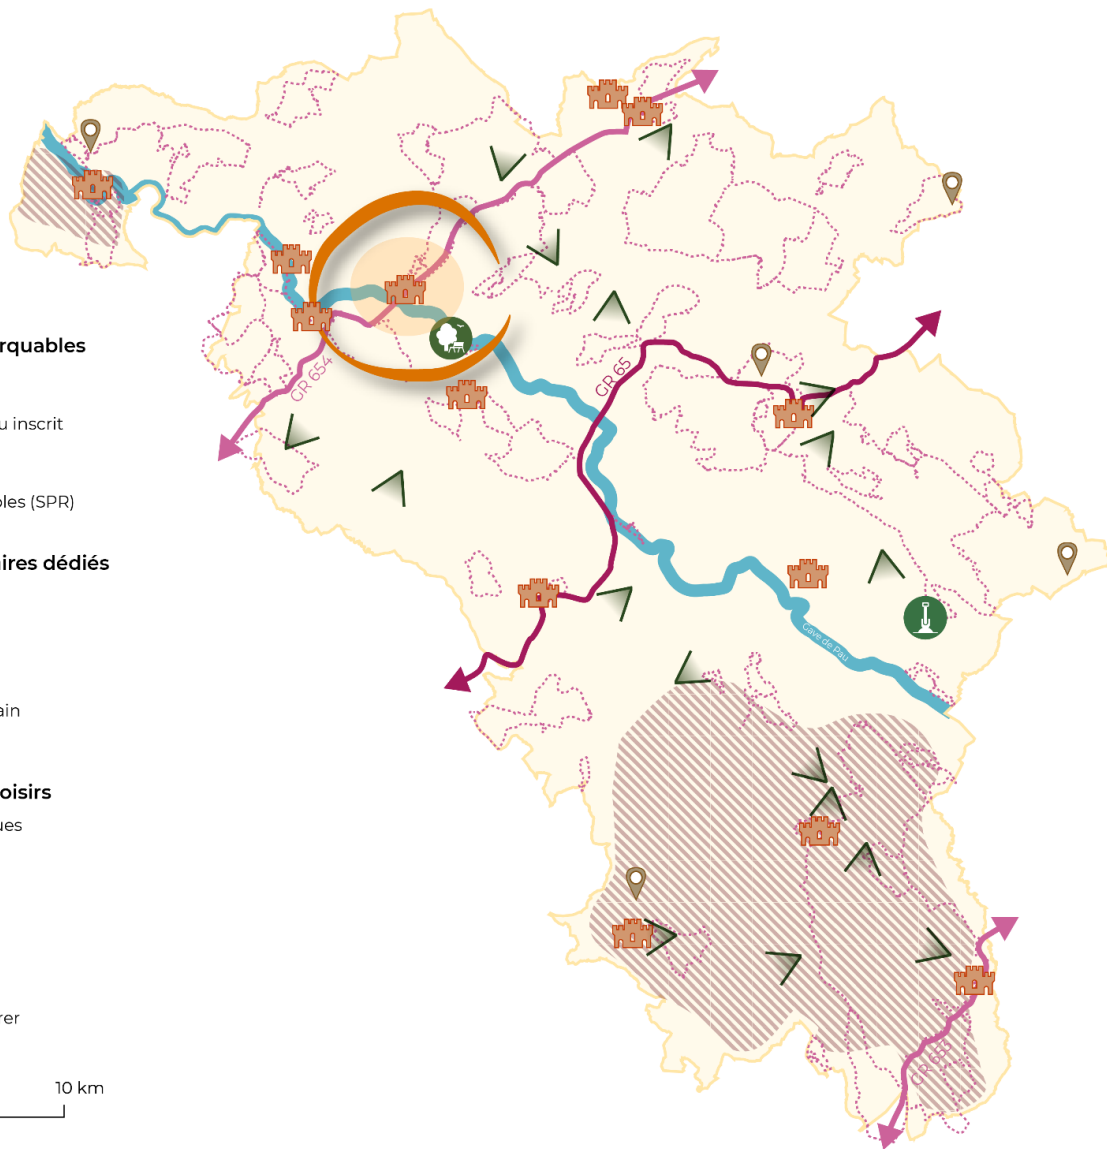 rquables
u inscrit
les (SPR)
ires dédiés
ain
oisirs
ues
rer
10 km
GR 654
GR 65
Gave de Pau
GR 653